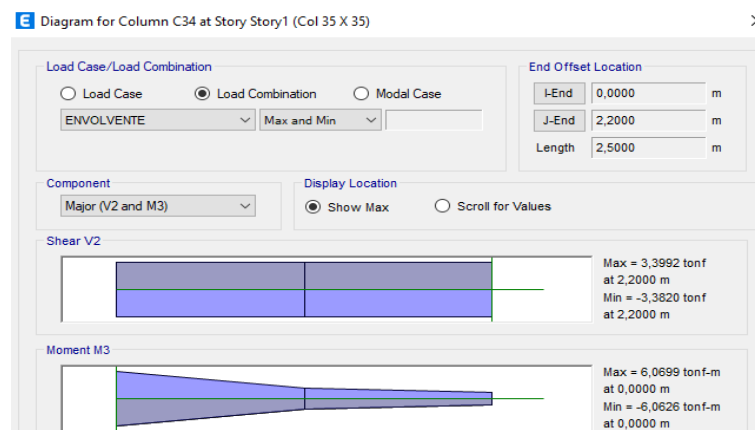 E Diagram for Column C34 at Story Story1 (Col 35 X 35)
Load Case/Load Combination
Load Case Load Combination Modal Case
ENVOLVENTE Max and Min
End Offset Location
I-End 0,0000 m
J-End 2,2000 m
Length 2,5000 m
Component
Major (V2 and M3)
Display Location
Show Max Scroll for Values
Shear V2
Max = 3,3992 tonf
at 2,2000 m
Min = -3,3820 tonf
at 2,2000 m
Moment M3
Max = 6,0699 tonf-m
at 0,0000 m
Min = -6,0626 tonf-m
at 0,0000 m